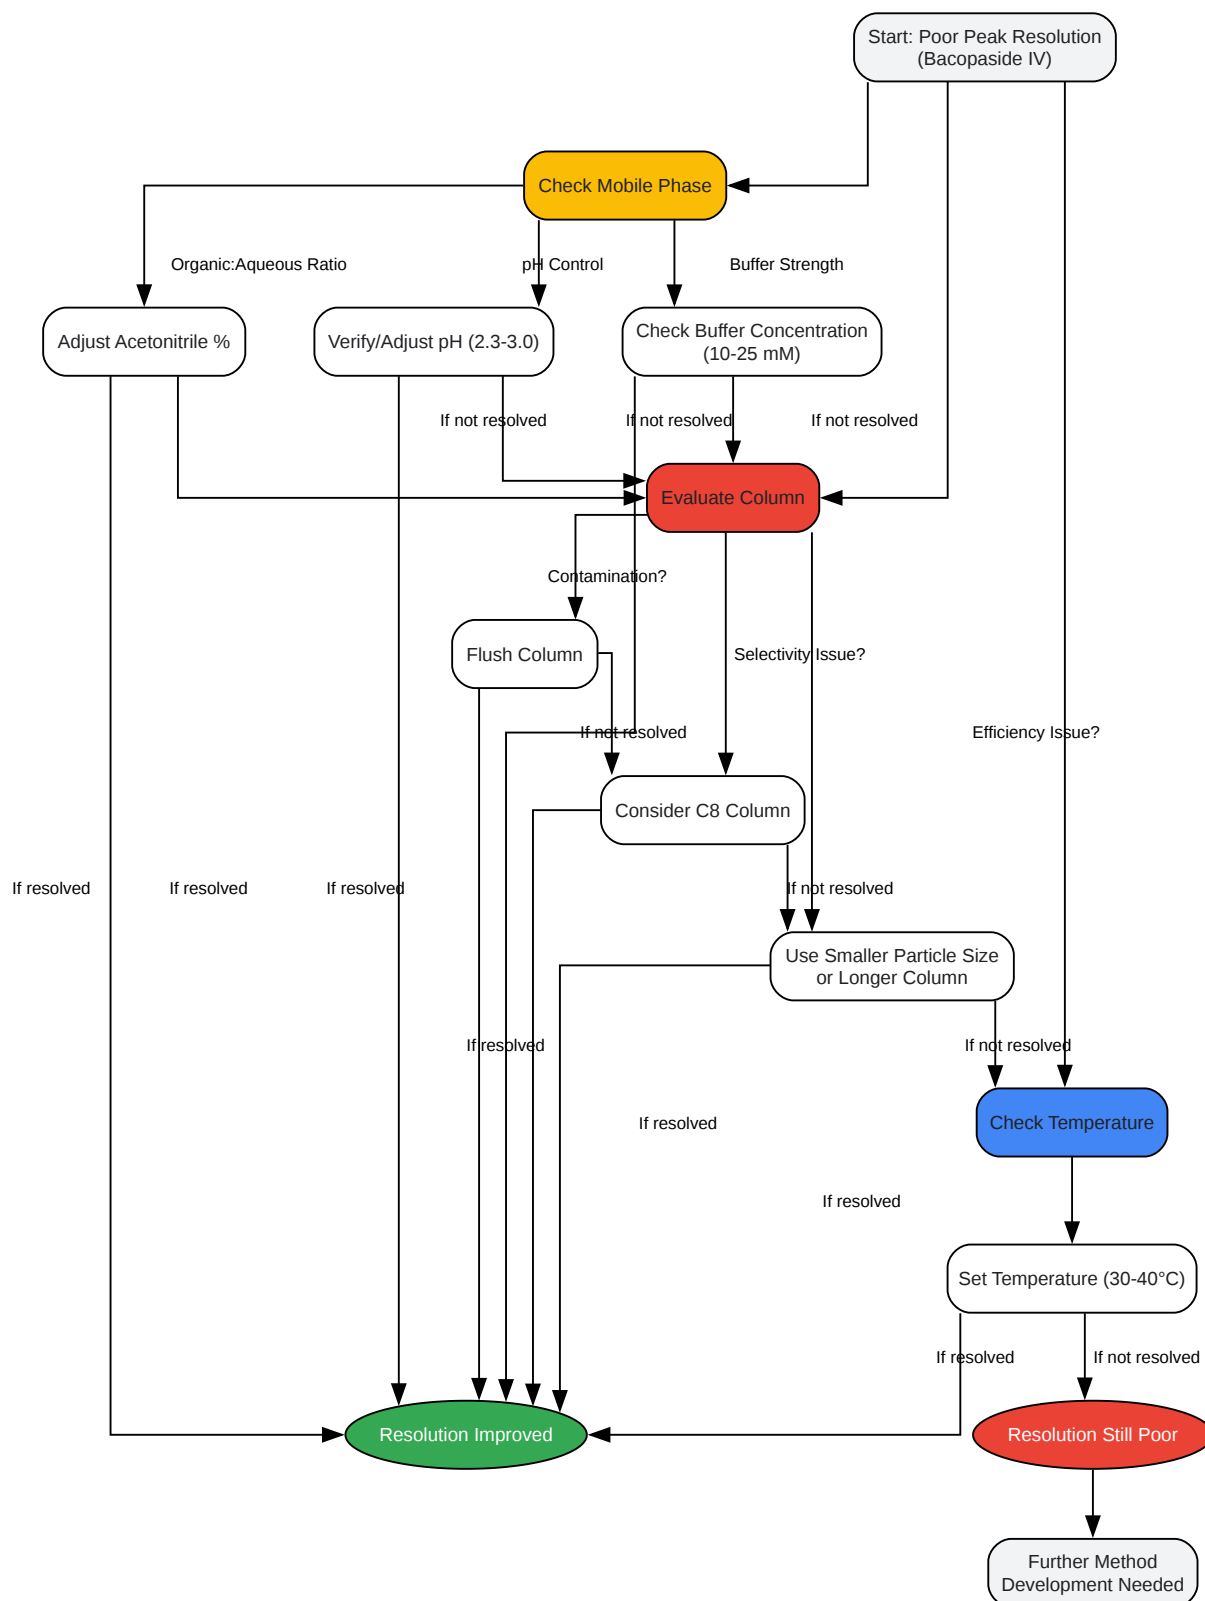 Start: Poor Peak Resolution
(Bacopaside IV)
Check Mobile Phase
Organic:Aqueous Ratio
pH Control
Buffer Strength
Adjust Acetonitrile %
Verify/Adjust pH (2.3-3.0)
Check Buffer Concentration
(10-25 mM)
If not resolved
If not resolved
If not resolved
Evaluate Column
Contamination?
Flush Column
Selectivity Issue?
If not resolved
Efficiency Issue?
Consider C8 Column
If resolved
If resolved
If resolved
If not resolved
Use Smaller Particle Size
or Longer Column
If resolved
If not resolved
Check Temperature
If resolved
If resolved
Set Temperature (30-40°C)
If resolved
If not resolved
Resolution Improved
Resolution Still Poor
Further Method
Development Needed